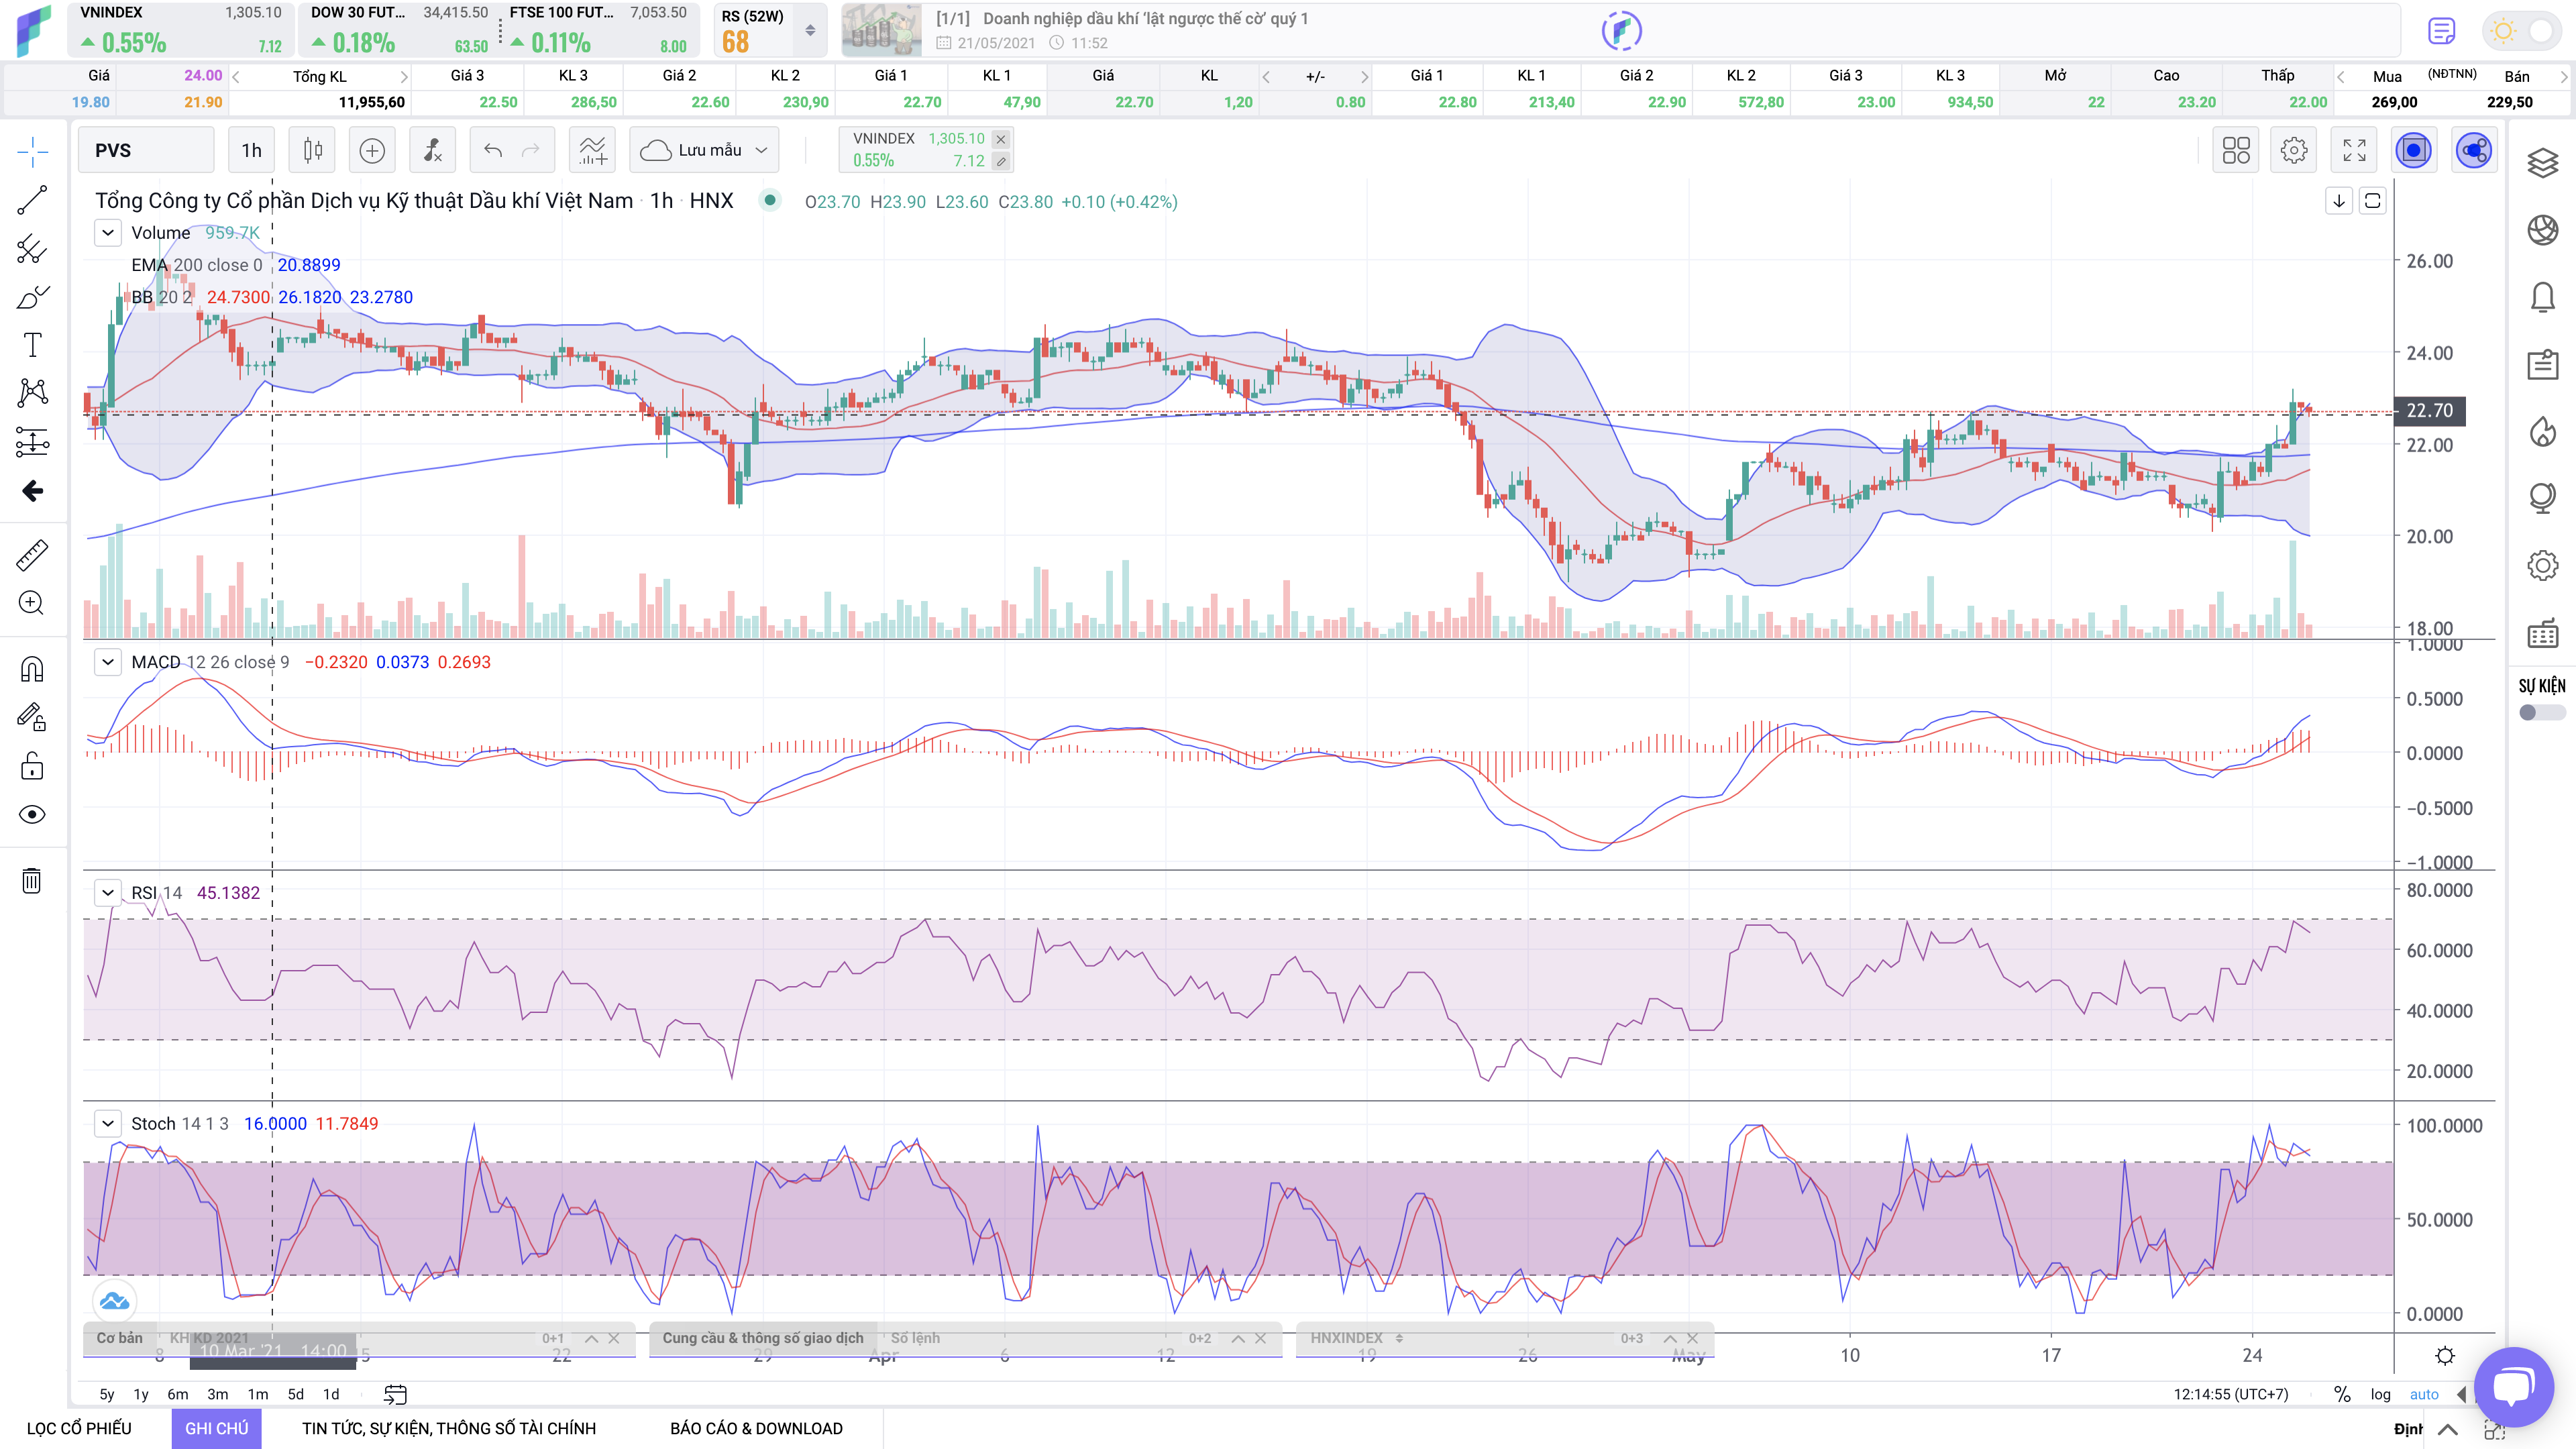 VNINDEX 1,305.10 DOW 30 FUT... 34,415.50 FTSE 100 FUT... 7,053.50 RS (52W) [1/1] Doanh nghiệp dầu khí ‘lật ngược thế cờ’ quý 1
0.55% 7.12 0.18% 63.50 0.11% 8.00 68 21/05/2021 11:52
Giá 24.00 Tổng KL Giá 3 KL 3 Giá 2 KL 2 Giá 1 KL 1 Giá KL +/- Giá 1 KL 1 Giá 2 KL 2 Giá 3 KL 3 Mở Cao Thấp Mua (NĐTNN) Bán
19.80 21.90 11,955,60 22.50 286,50 22.60 230,90 22.70 47,90 22.70 1,20 0.80 22.80 213,40 22.90 572,80 23.00 934,50 22 23.20 22.00 269,00 229,50
PVS 1h Lưu mẫu VNINDEX 1,305.10
0.55% 7.12
Tổng Công ty Cổ phần Dịch vụ Kỹ thuật Dầu khí Việt Nam · 1h · HNX O23.70 H23.90 L23.60 C23.80 +0.10 (+0.42%)
Volume 959.7K
EMA 200 close 0 20.8899
BB 20 2 24.7300 26.1820 23.2780
26.00
24.00
22.70
22.00
20.00
18.00
MACD 12 26 close 9 −0.2320 0.0373 0.2693
1.0000
0.5000
0.0000
−0.5000
−1.0000
SỰ KIỆN
RSI 14 45.1382
80.0000
60.0000
40.0000
20.0000
Stoch 14 1 3 16.0000 11.7849
100.0000
50.0000
0.0000
Cơ bản KH KD 2021 0+1 Cung cầu & thông số giao dịch Sổ lệnh 0+2 HNXINDEX 0+3
8 10 Mar '21 14:00 15 22 29 Apr 6 12 19 26 May 10 17 24
5y 1y 6m 3m 1m 5d 1d 12:14:55 (UTC+7) % log auto
LỌC CỔ PHIẾU GHI CHÚ TIN TỨC, SỰ KIỆN, THÔNG SỐ TÀI CHÍNH BÁO CÁO & DOWNLOAD